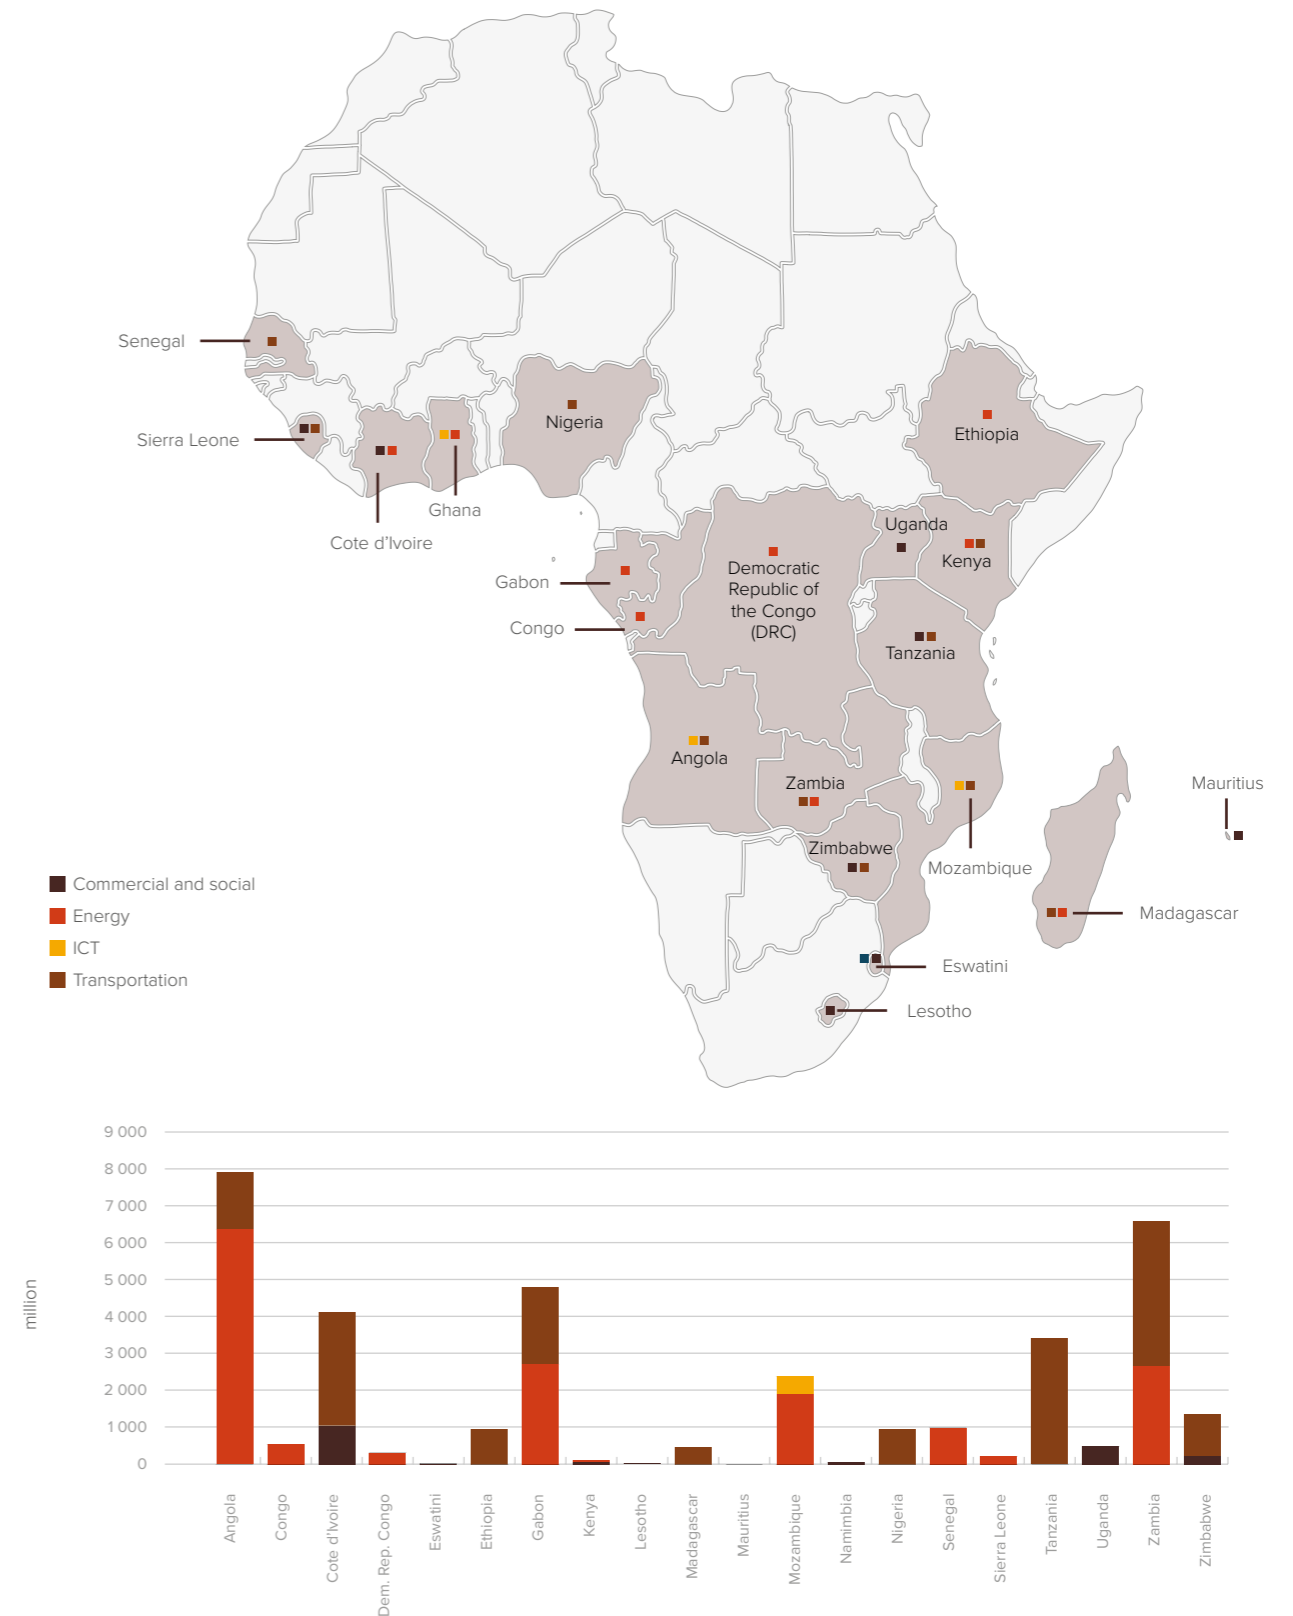 Senegal
Sierra Leone
Cote d'Ivoire
Ghana
Nigeria
Ethiopia
Uganda
Kenya
Gabon
Congo
Democratic
Republic of
the Congo
(DRC)
Tanzania
Angola
Zambia
Zimbabwe
Mozambique
Mauritius
Madagascar
Eswatini
Lesotho
Commercial and social
Energy
ICT
Transportation
million
9 000
8 000
7 000
6 000
5 000
4 000
3 000
2 000
1 000
0
Angola
Congo
Cote d'Ivoire
Dem. Rep. Congo
Eswatini
Ethiopia
Gabon
Kenya
Lesotho
Madagascar
Mauritius
Mozambique
Namimbia
Nigeria
Senegal
Sierra Leone
Tanzania
Uganda
Zambia
Zimbabwe